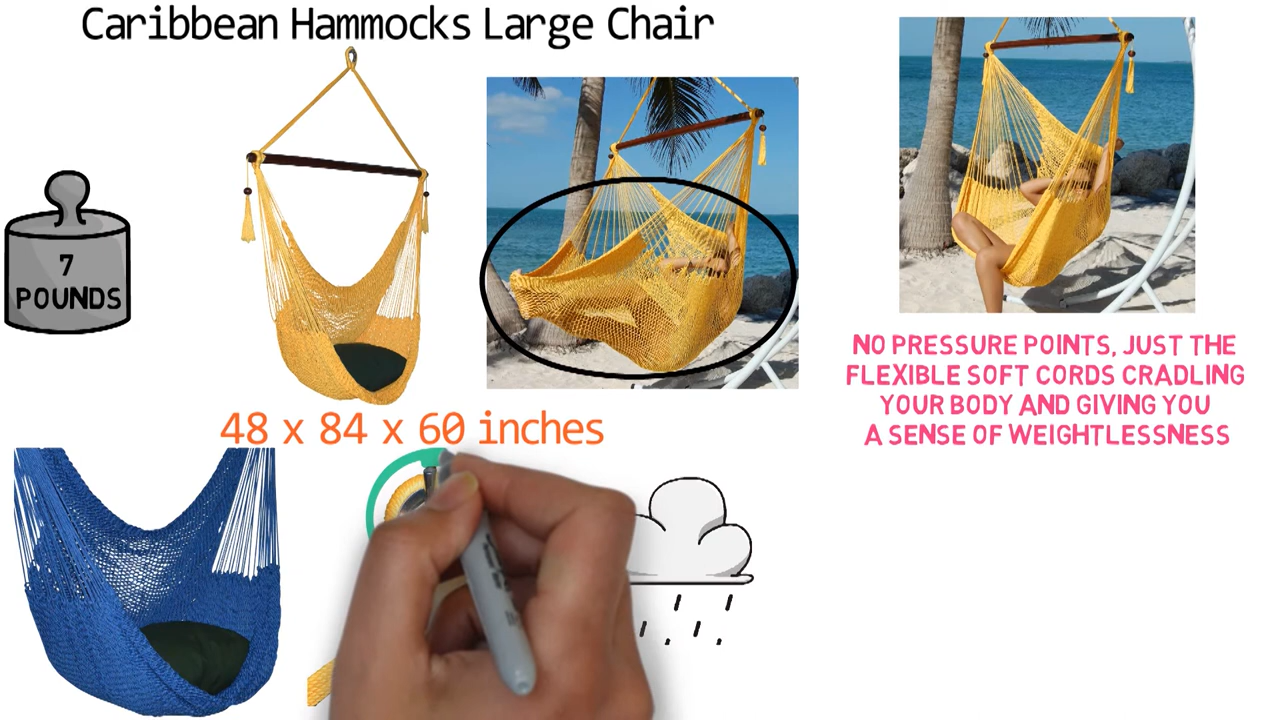 Caribbean Hammocks Large Chair
7
POUNDS
48 x 84 x 60 inches
NO PRESSURE POINTS, JUST THE
FLEXIBLE SOFT CORDS CRADLING
YOUR BODY AND GIVING YOU
A SENSE OF WEIGHTLESSNESS